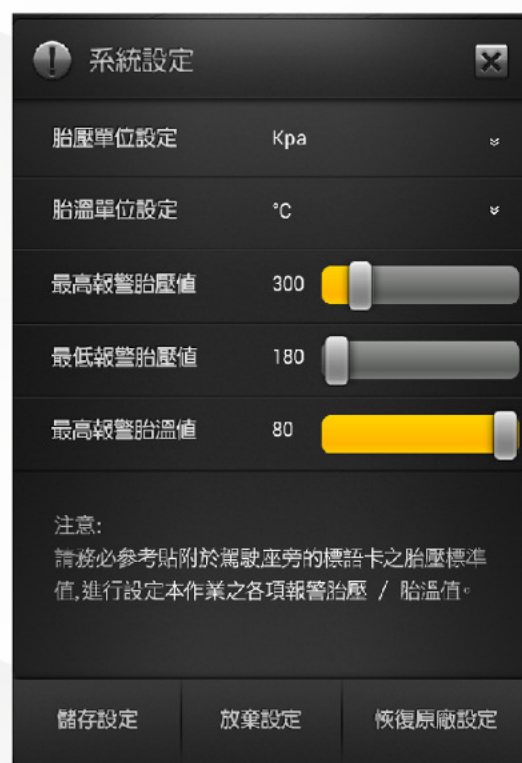 系統設定
胎壓單位設定 Kpa
胎溫單位設定 °C
最高報警胎壓值 300
最低報警胎壓值 180
最高報警胎溫值 80
注意:
請務必參考貼附於駕駛座旁的標語卡之胎壓標準
值,進行設定本作業之各項報警胎壓 / 胎溫值。
儲存設定 放棄設定 恢復原廠設定